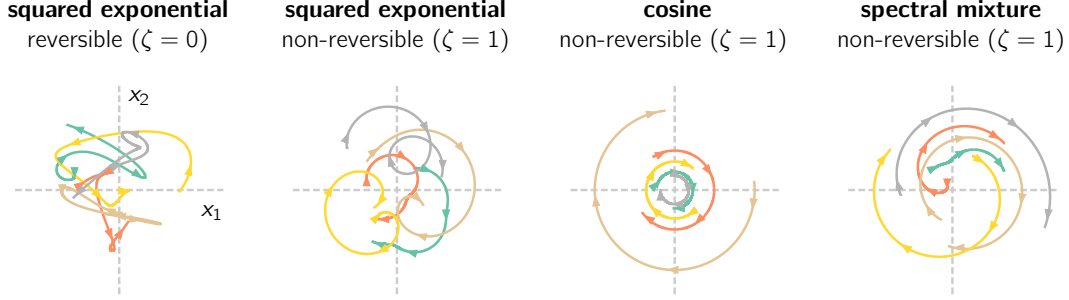 squared exponential
reversible (ζ = 0)
squared exponential
non-reversible (ζ = 1)
cosine
non-reversible (ζ = 1)
spectral mixture
non-reversible (ζ = 1)
x₂
x₁